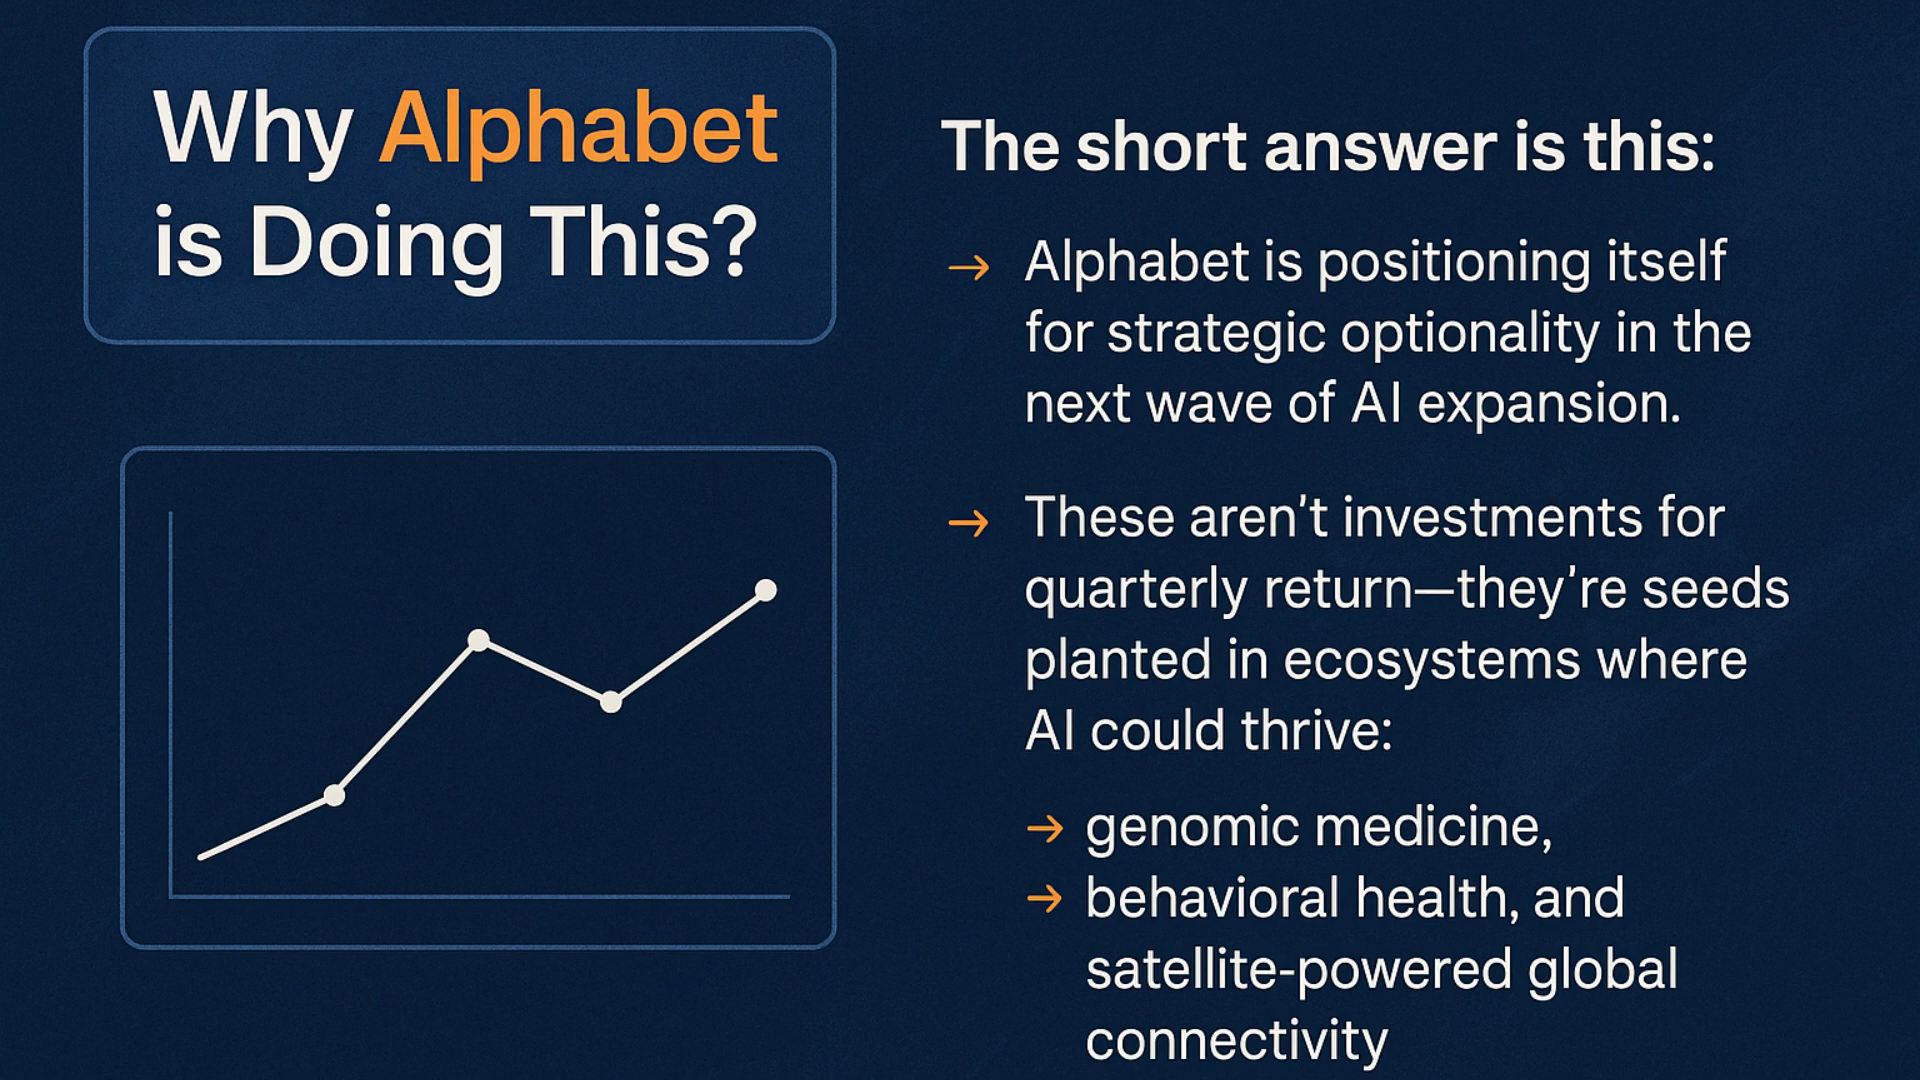 Why Alphabet
is Doing This?
The short answer is this:
→ Alphabet is positioning itself
for strategic optionality in the
next wave of AI expansion.
→ These aren't investments for
quarterly return—they're seeds
planted in ecosystems where
AI could thrive:
→ genomic medicine,
→ behavioral health, and
satellite-powered global
connectivity